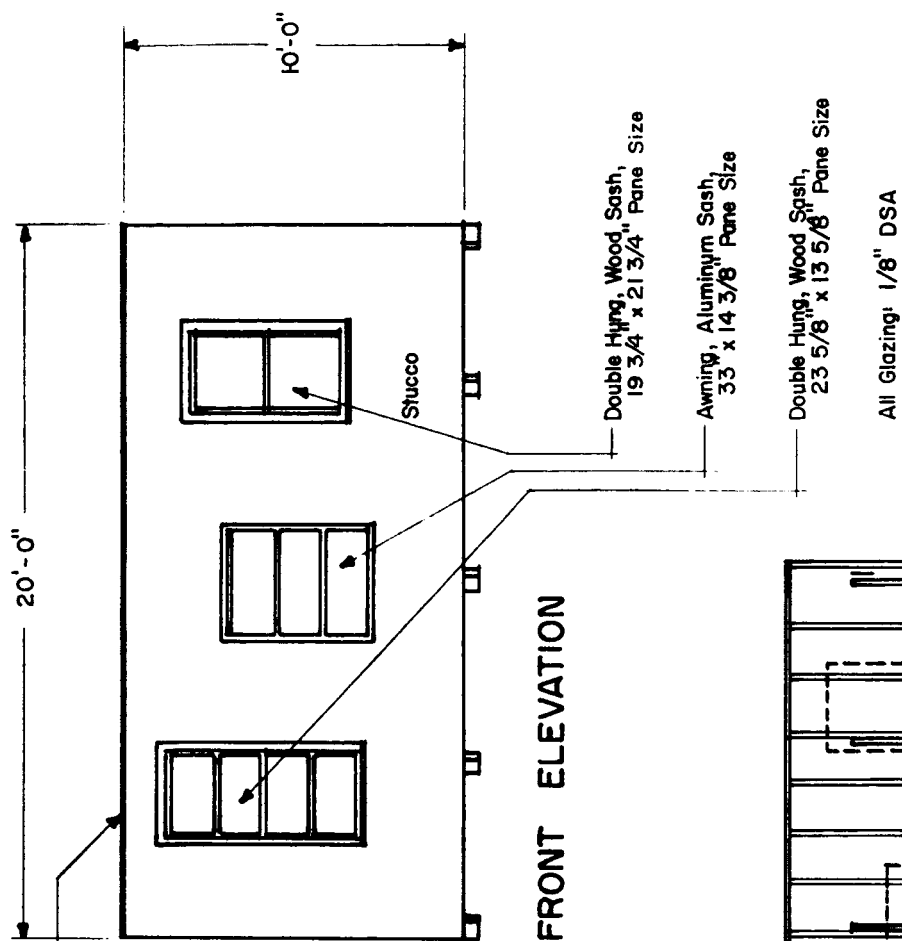 20'-0"
10'-0"
Stucco
Double Hung, Wood Sash,
19 3/4" x 21 3/4" Pane Size
Awning, Aluminum Sash,
33 x 14 3/8" Pane Size
Double Hung, Wood Sash,
23 5/8" x 13 5/8" Pane Size
All Glazing: 1/8" DSA
FRONT ELEVATION